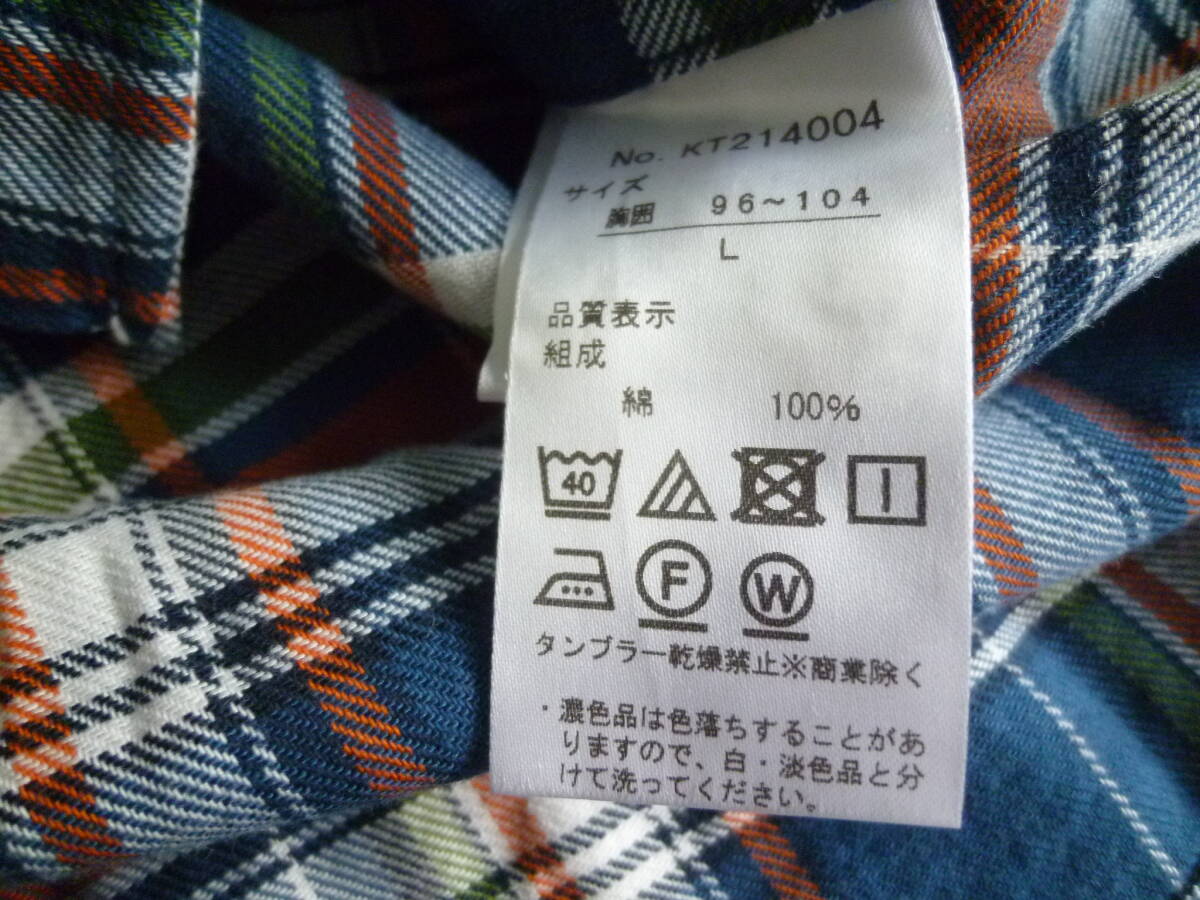 No. KT214004
サイズ
胸囲 96~104
L
品質表示
組成
綿 100%
40
F W
タンブラー乾燥禁止※商業除く
・濃色品は色落ちすることがあ
りますので、白・淡色品と分
けて洗ってください。